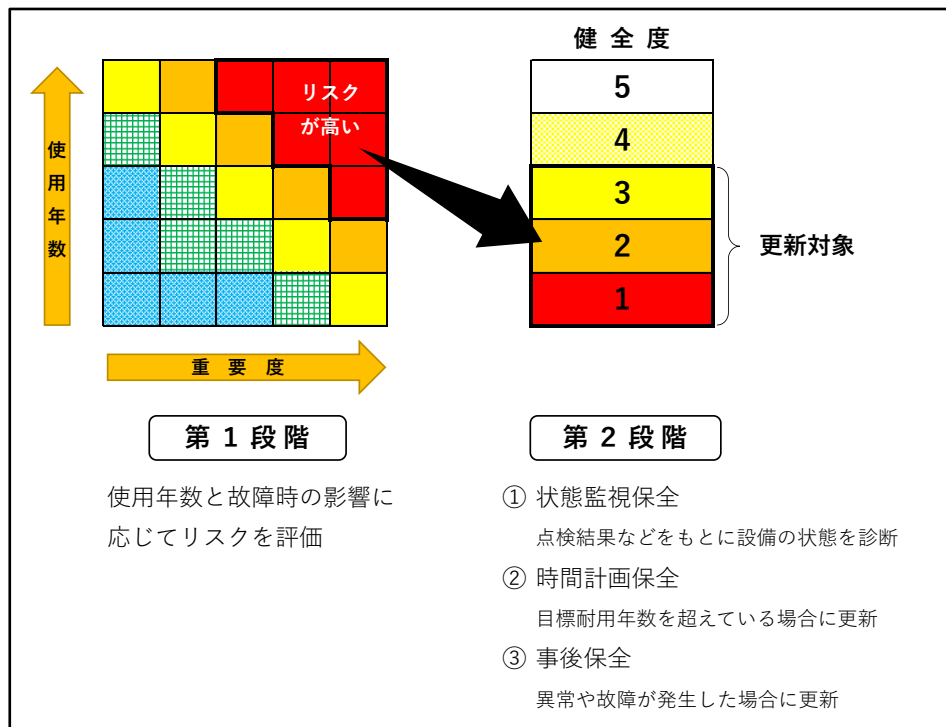 使用年数
リスク
が高い
重要度
第１段階
使用年数と故障時の影響に
応じてリスクを評価
健全度
5
4
3
2
1
更新対象
第２段階
① 状態監視保全
点検結果などをもとに設備の状態を診断
② 時間計画保全
目標耐用年数を超えている場合に更新
③ 事後保全
異常や故障が発生した場合に更新